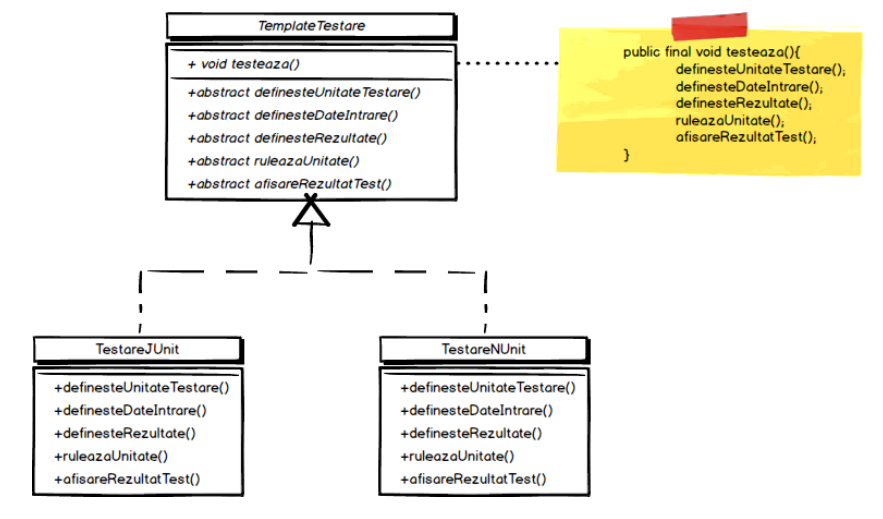 TemplateTestare
+ void testeaza()
+abstract definesteUnitateTestare()
+abstract definesteDateIntrare()
+abstract definesteRezultate()
+abstract ruleazaUnitate()
+abstract afisareRezultatTest()
public final void testeaza(){
definesteUnitateTestare();
definesteDateIntrare();
definesteRezultate();
ruleazaUnitate();
afisareRezultatTest();
}
TestareJUnit
+definesteUnitateTestare()
+definesteDateIntrare()
+definesteRezultate()
+ruleazaUnitate()
+afisareRezultatTest()
TestareNUnit
+definesteUnitateTestare()
+definesteDateIntrare()
+definesteRezultate()
+ruleazaUnitate()
+afisareRezultatTest()